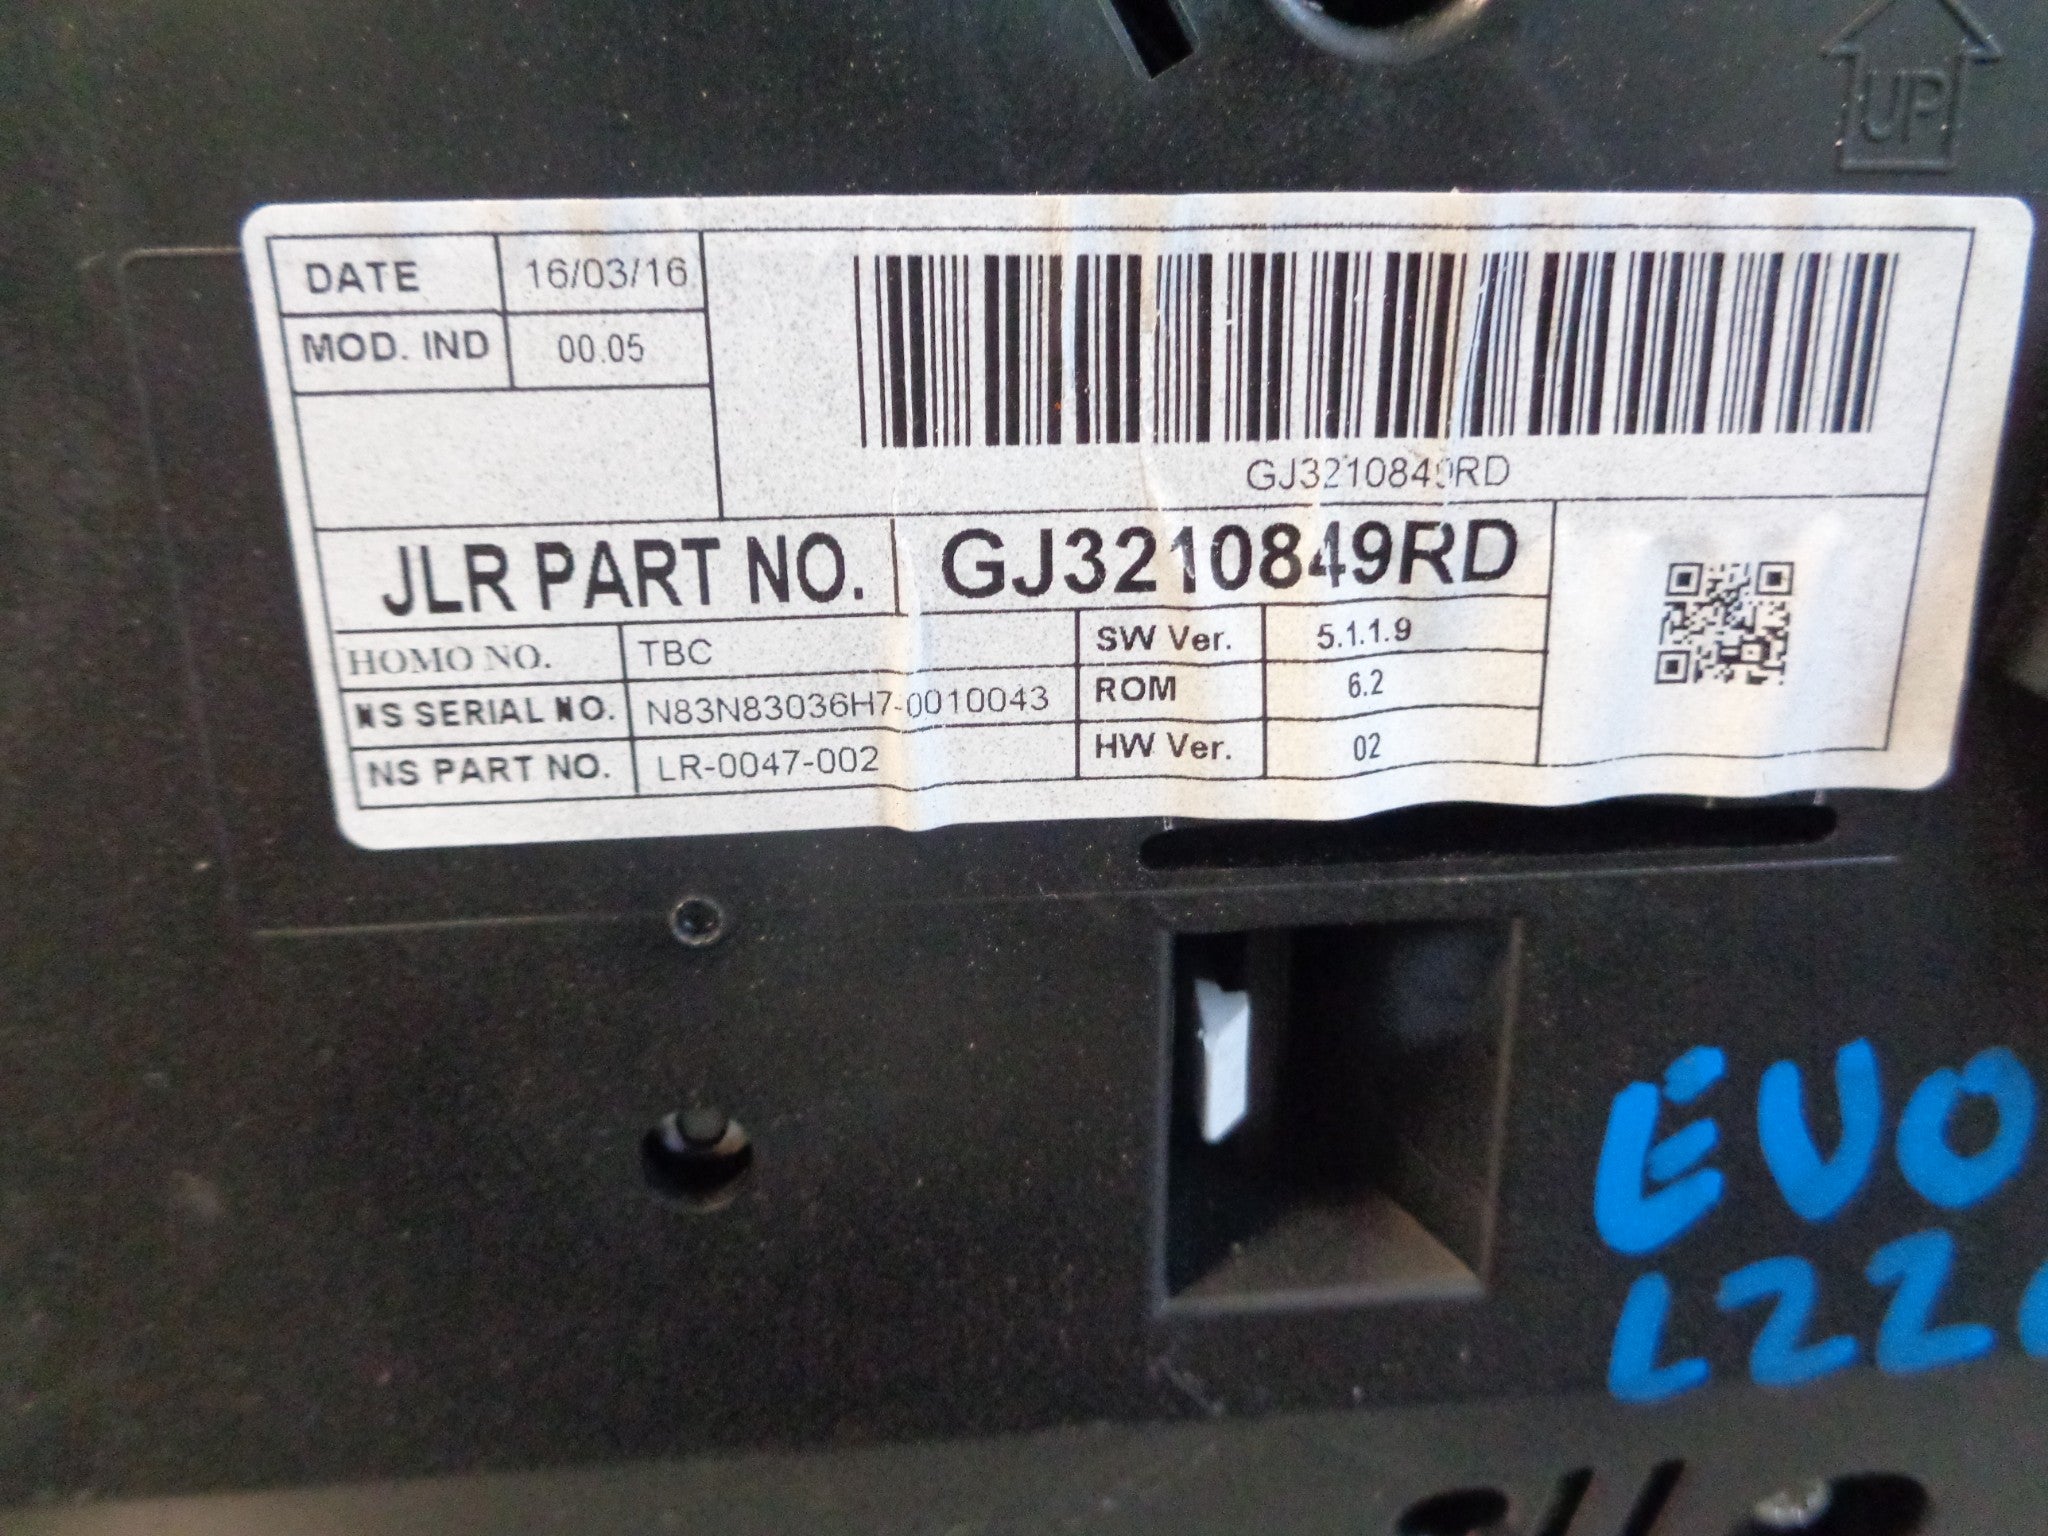 UP
DATE 16/03/16
MOD. IND 00.05
GJ3210849RD
JLR PART NO. GJ3210849RD
HOMO NO. TBC
NS SERIAL NO. N83N83036H7-0010043
NS PART NO. LR-0047-002
SW Ver. 5.1.1.9
ROM 6.2
HW Ver. 02
EVO